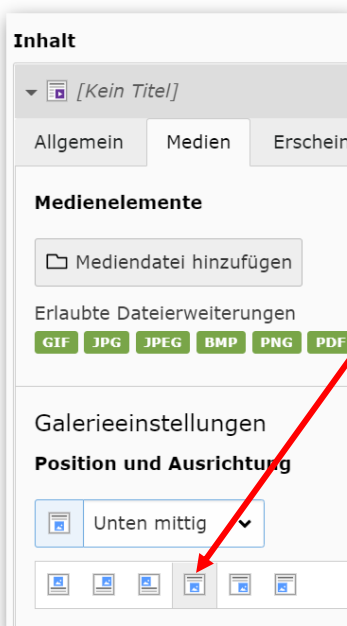 Inhalt
[Kein Titel]
Allgemein Medien Erschein
Medienelemente
Mediendatei hinzufügen
Erlaubte Dateierweiterungen
GIF JPG JPEG BMP PNG PDF
Galerieeinstellungen
Position und Ausrichtung
Unten mittig